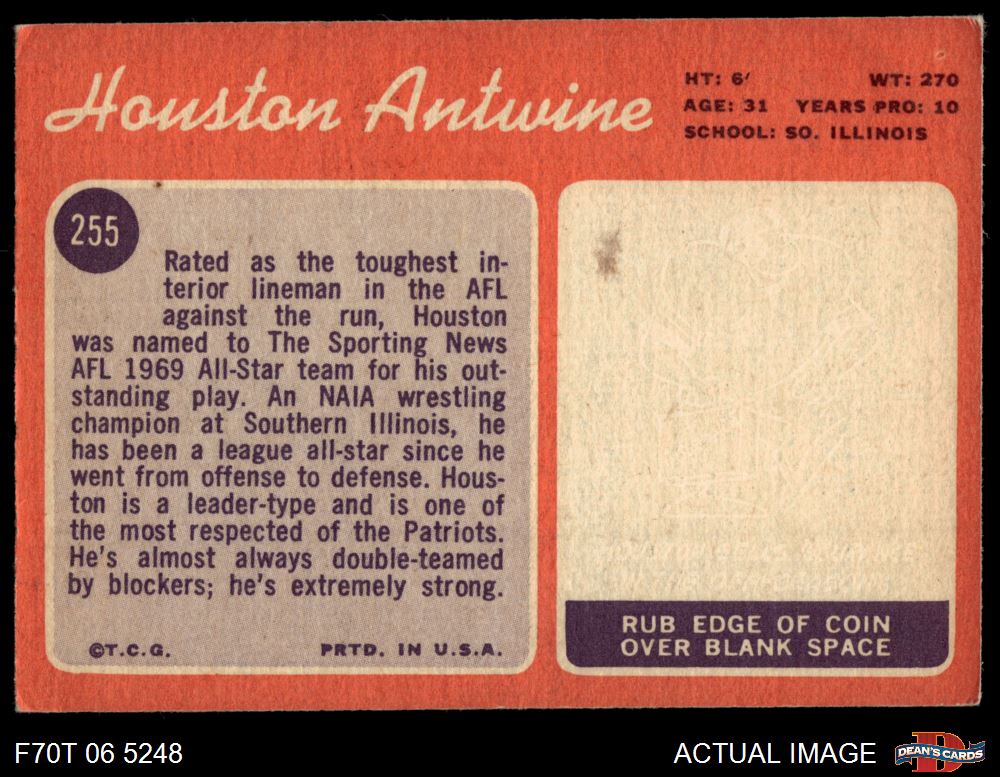 Houston Antwine
HT: 6' WT: 270
AGE: 31 YEARS PRO: 10
SCHOOL: SO. ILLINOIS
255
Rated as the toughest in-
terior lineman in the AFL
against the run, Houston
was named to The Sporting News
AFL 1969 All-Star team for his out-
standing play. An NAIA wrestling
champion at Southern Illinois, he
has been a league all-star since he
went from offense to defense. Hous-
ton is a leader-type and is one of
the most respected of the Patriots.
He's almost always double-teamed
by blockers; he's extremely strong.
©T.C.G. PRTD. IN U.S.A.
RUB EDGE OF COIN
OVER BLANK SPACE
F70T 06 5248
ACTUAL IMAGE
D
DEAN'S CARDS